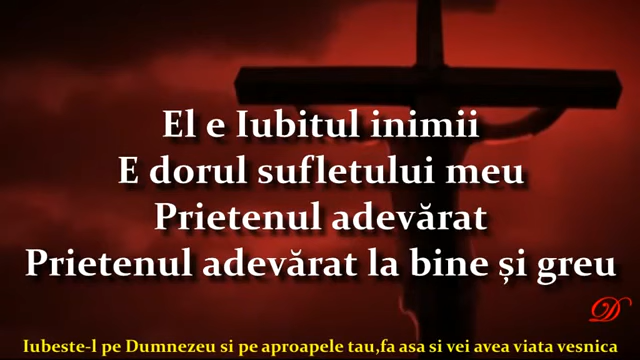 El e Iubitul inimii
E dorul sufletului meu
Prietenul adevărat
Prietenul adevărat la bine și greu
D
Iubeste-l pe Dumnezeu si pe aproapele tau,fa asa si vei avea viata vesnica